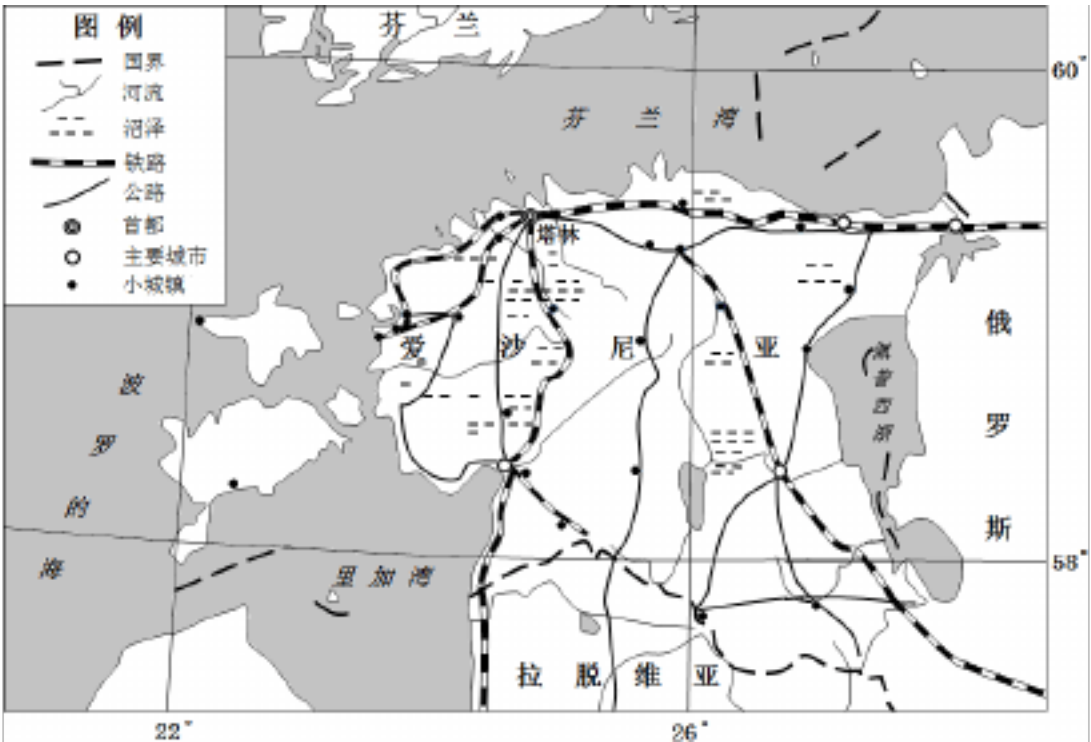 图 例
国界
河流
沼泽
铁路
公路
首都
主要城市
小城镇
芬 兰
60°
芬 兰 湾
塔林
爱 沙 尼 亚
俄 罗 斯
波 罗 的 海
里加湾
58°
拉 脱 维 亚
22°
26°